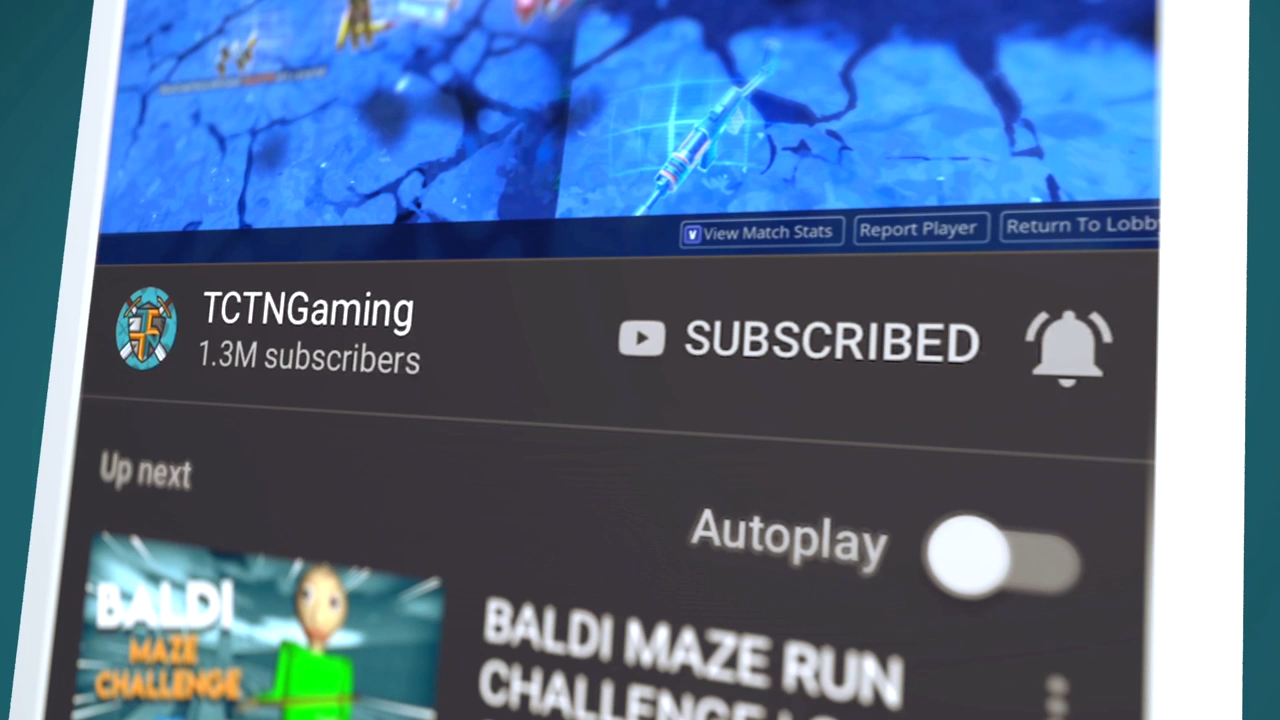 View Match Stats
Report Player
Return To Lobb
TCTNGaming
1.3M subscribers
SUBSCRIBED
Up next
Autoplay
BALDI
MAZE
CHALLENGE
BALDI MAZE RUN
CHALLENGE